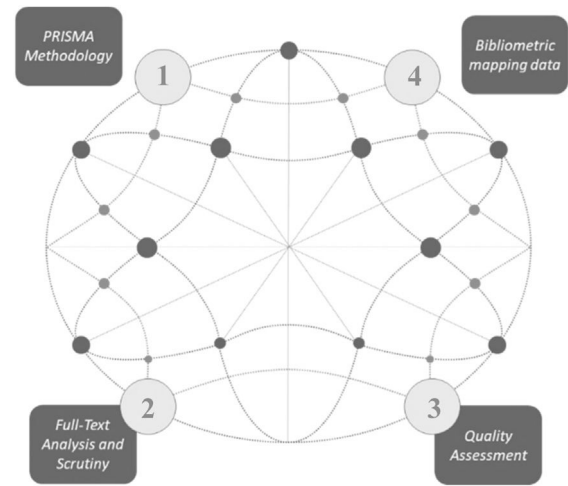 PRISMA
Methodology
1
4
Bibliometric
mapping data
2
Full-Text
Analysis and
Scrutiny
3
Quality
Assessment